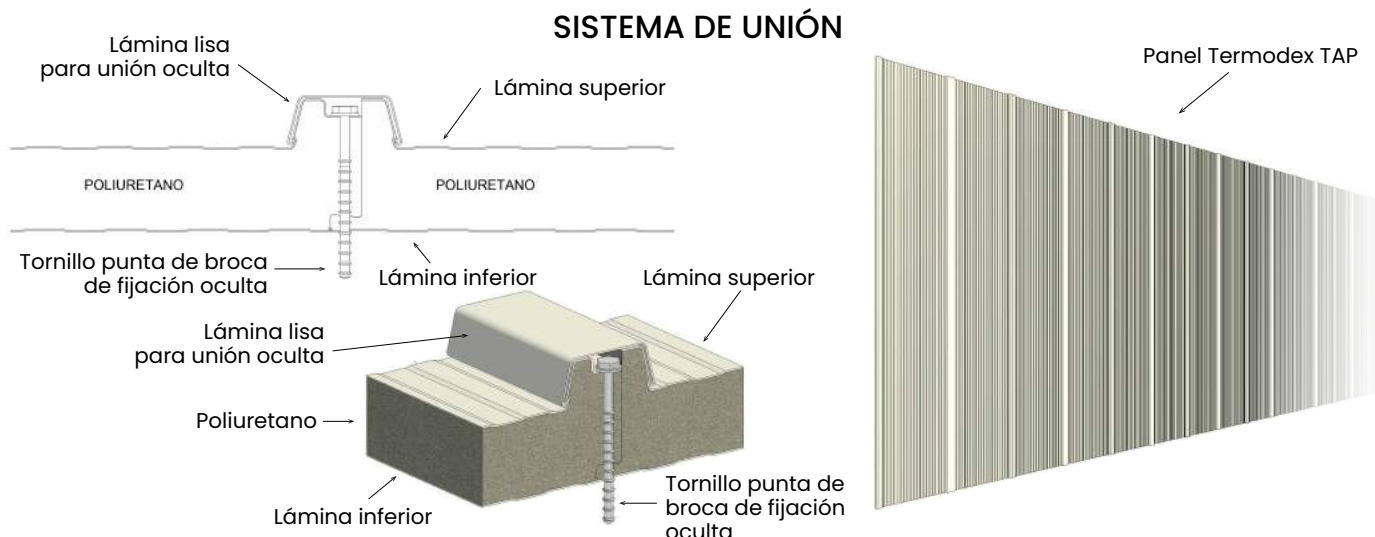 SISTEMA DE UNIÓN
Lámina lisa
para unión oculta
Lámina superior
Panel Termodex TAP
POLIURETANO
POLIURETANO
Tornillo punta de broca
de fijación oculta
Lámina inferior
Lámina superior
Lámina lisa
para unión oculta
Poliuretano
Lámina inferior
Tornillo punta de
broca de fijación
oculta